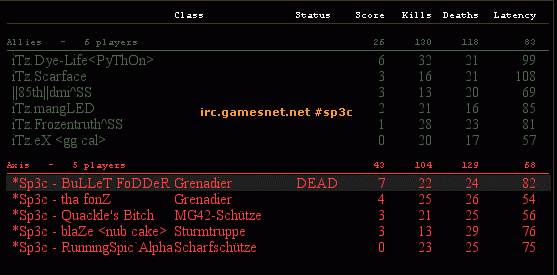 Class Status Score Kills Deaths Latency
Allies - 6 players 26 130 118 83
iTz.Dye-Life<PyThOn> 6 32 21 99
iTz.Scarface 3 16 21 108
||85th||dmi^SS 3 13 20 69
iTz.mangLED 2 21 16 85
irc.gamesnet.net #sp3c
iTz.Frozentruth^SS 1 28 23 81
iTz.eX <gg cal> 0 20 17 57
Axis - 5 players 43 104 129 68
*Sp3c - BuLLeT FoDDeR Grenadier DEAD 7 22 24 82
*Sp3c - tha fonZ Grenadier 4 25 26 54
*Sp3c - Quackle's Bitch MG42-Schütze 3 21 25 56
*Sp3c - blaZe <nub cake> Sturmtruppe 3 13 29 76
*Sp3c - RunningSpic`Alpha Scharfschütze 0 23 25 75